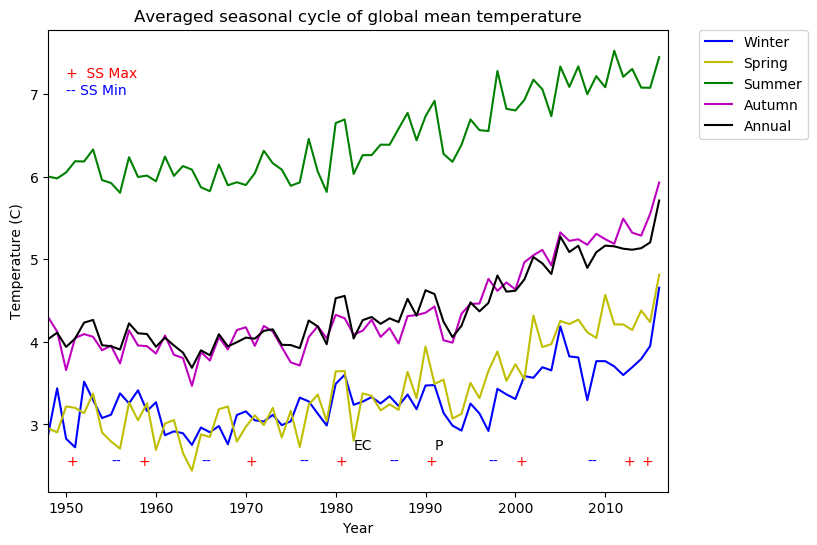 Averaged seasonal cycle of global mean temperature
Winter
Spring
Summer
Autumn
Annual
+ SS Max
-- SS Min
7
6
5
4
3
Temperature (C)
EC P
+ -- + -- + -- + -- + -- + -- + +
1950 1960 1970 1980 1990 2000 2010
Year